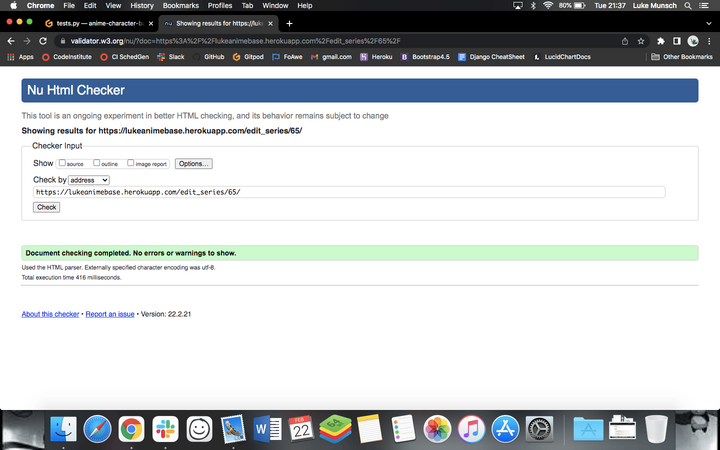 Chrome File Edit View History Bookmarks Profiles Tab Window Help 80% Tue 21:37 Luke Munsch
tests.py — anime-character-b
Showing results for https://luk
validator.w3.org/nu/?doc=https%3A%2F%2Flukeanimebase.herokuapp.com%2Fedit_series%2F65%2F
Apps CodeInstitute CI SchedGen Slack GitHub Gitpod FoAwe gmail.com Heroku Bootstrap4.5 Django CheatSheet LucidChartDocs Other Bookmarks
Nu Html Checker
This tool is an ongoing experiment in better HTML checking, and its behavior remains subject to change
Showing results for https://lukeanimebase.herokuapp.com/edit_series/65/
Checker Input
Show source outline image report Options...
Check by address
https://lukeanimebase.herokuapp.com/edit_series/65/
Check
Document checking completed. No errors or warnings to show.
Used the HTML parser. Externally specified character encoding was utf-8.
Total execution time 416 milliseconds.
About this checker • Report an issue • Version: 22.2.21
FEB
22
64